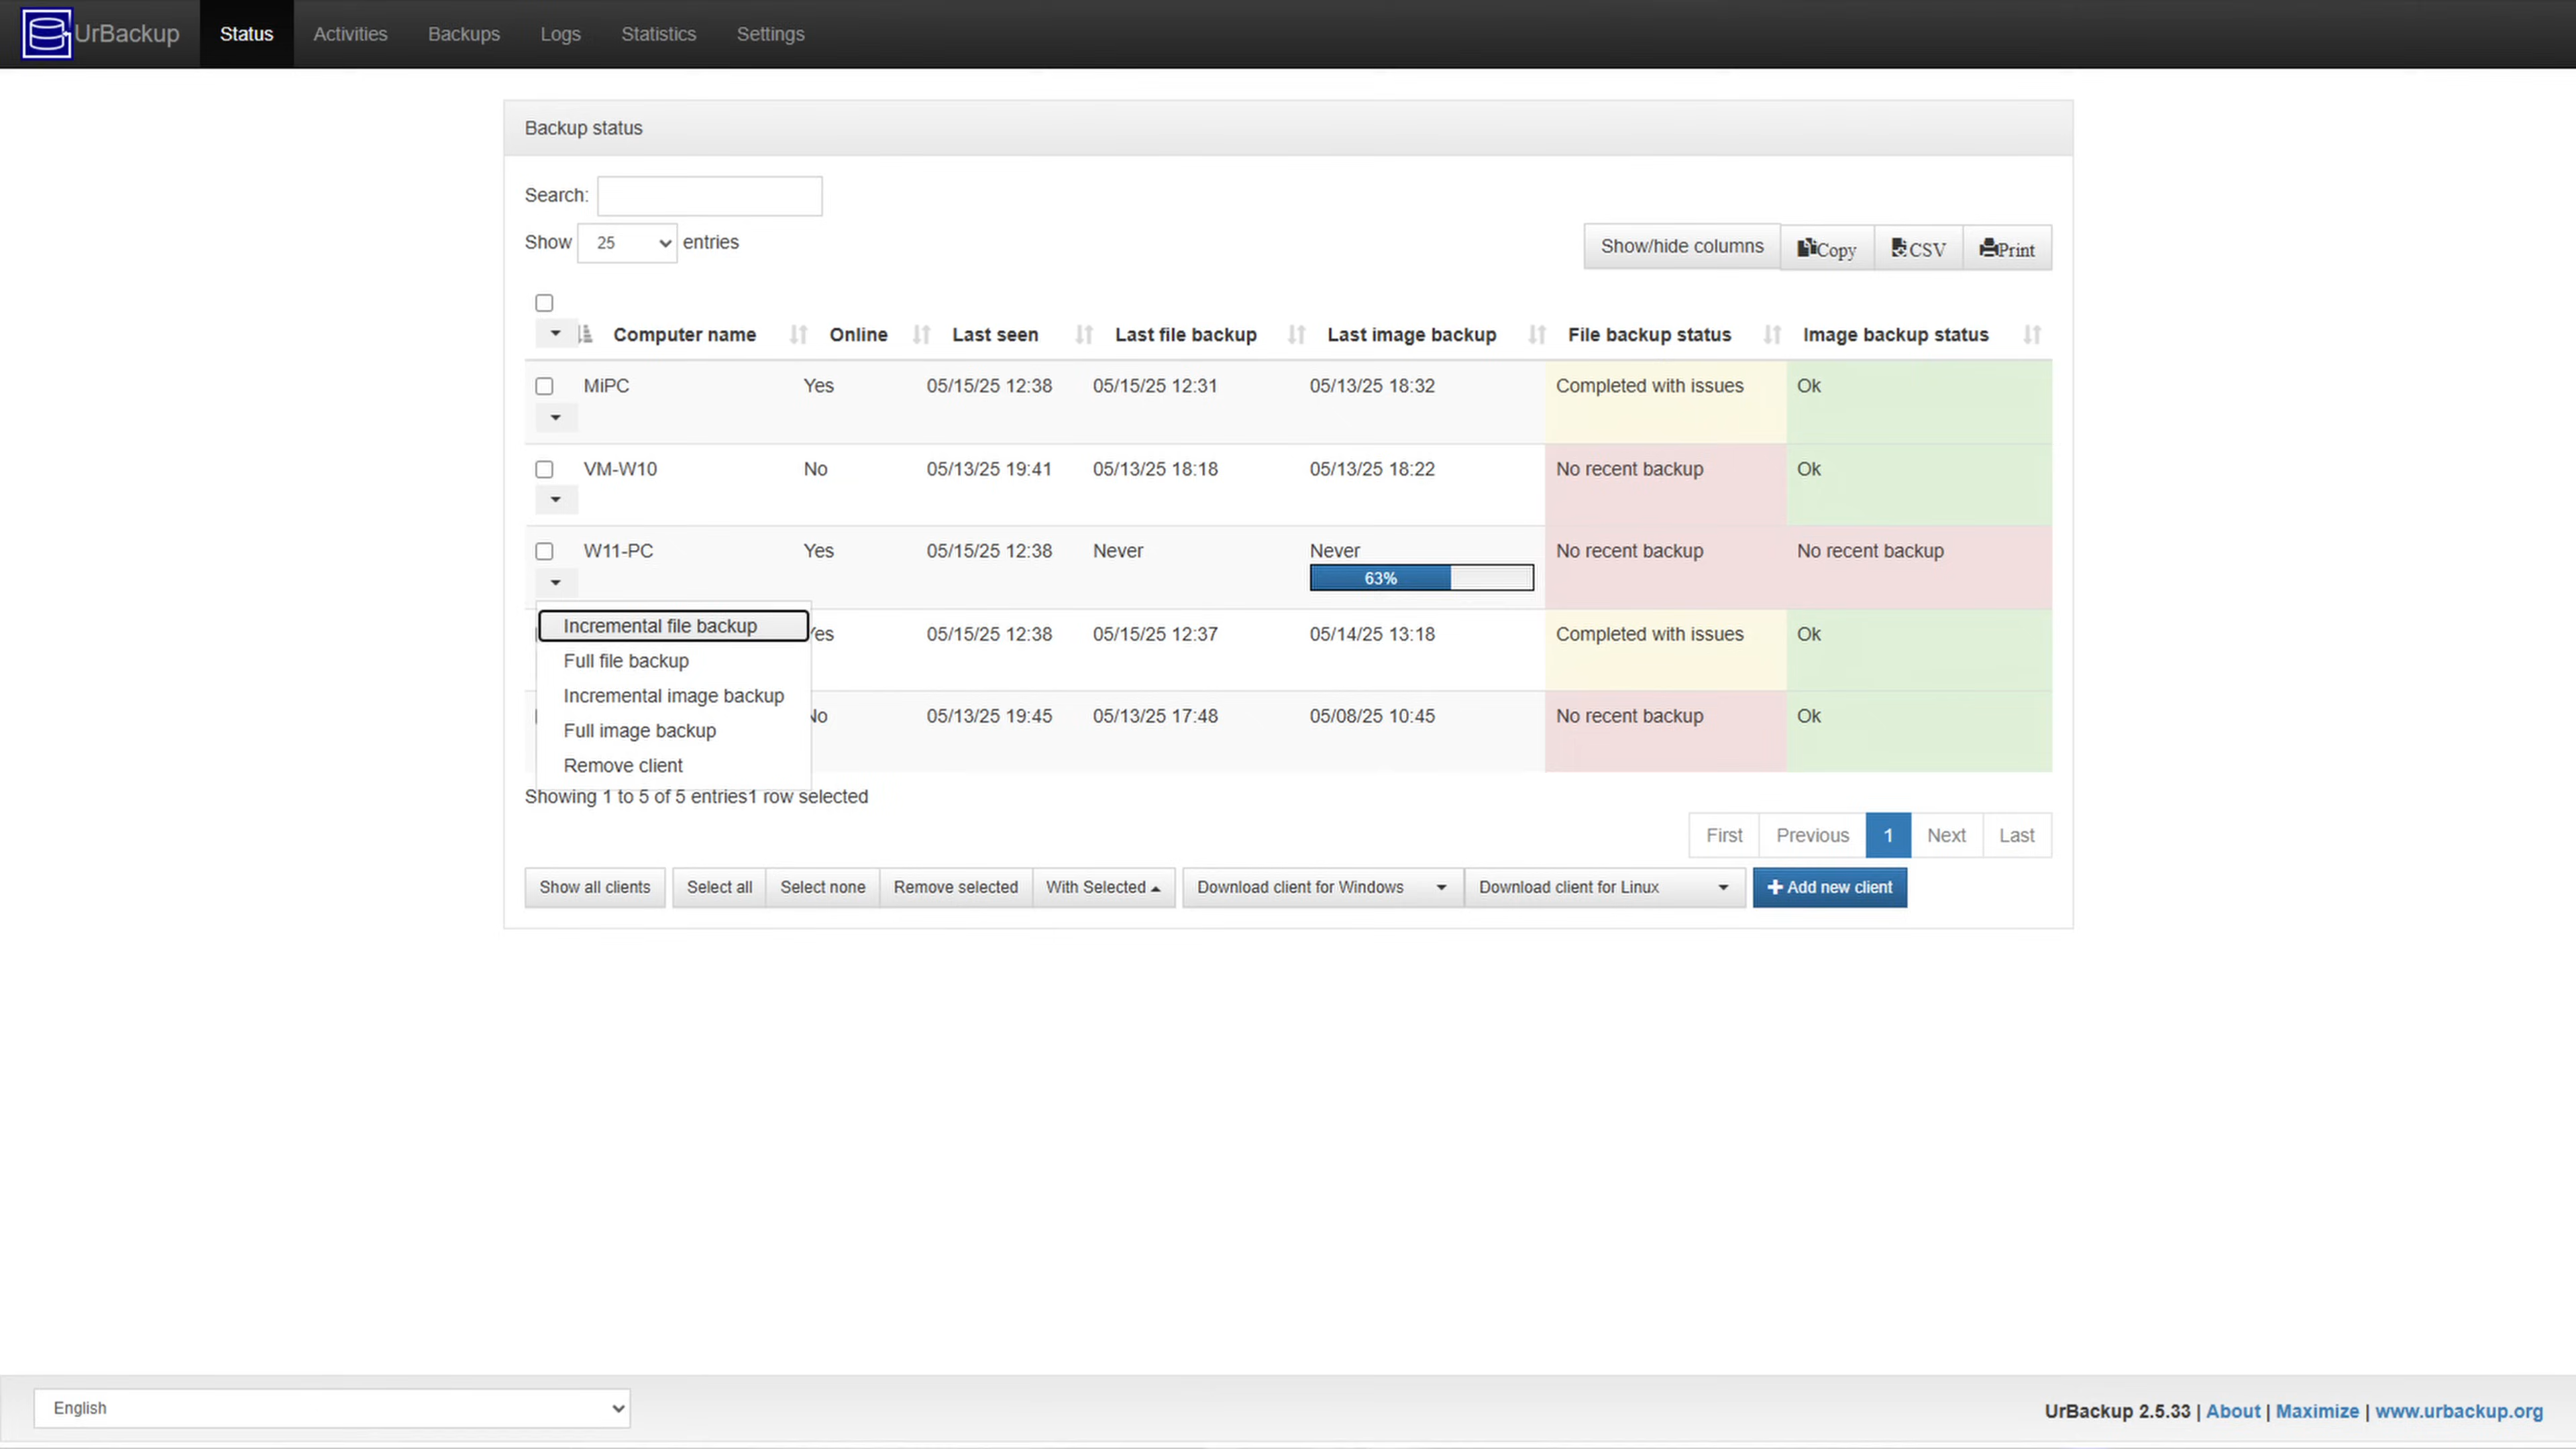 UrBackup Status Activities Backups Logs Statistics Settings
Backup status
Search:
Show 25 entries
Show/hide columns Copy CSV Print
Computer name Online Last seen Last file backup Last image backup File backup status Image backup status
MiPC Yes 05/15/25 12:38 05/15/25 12:31 05/13/25 18:32 Completed with issues Ok
VM-W10 No 05/13/25 19:41 05/13/25 18:18 05/13/25 18:22 No recent backup Ok
W11-PC Yes 05/15/25 12:38 Never Never No recent backup No recent backup
63%
Incremental file backup
Yes 05/15/25 12:38 05/15/25 12:37 05/14/25 13:18 Completed with issues Ok
Full file backup
Incremental image backup
No 05/13/25 19:45 05/13/25 17:48 05/08/25 10:45 No recent backup Ok
Full image backup
Remove client
Showing 1 to 5 of 5 entries1 row selected
First Previous 1 Next Last
Show all clients Select all Select none Remove selected With Selected Download client for Windows Download client for Linux Add new client
English
UrBackup 2.5.33 | About | Maximize | www.urbackup.org